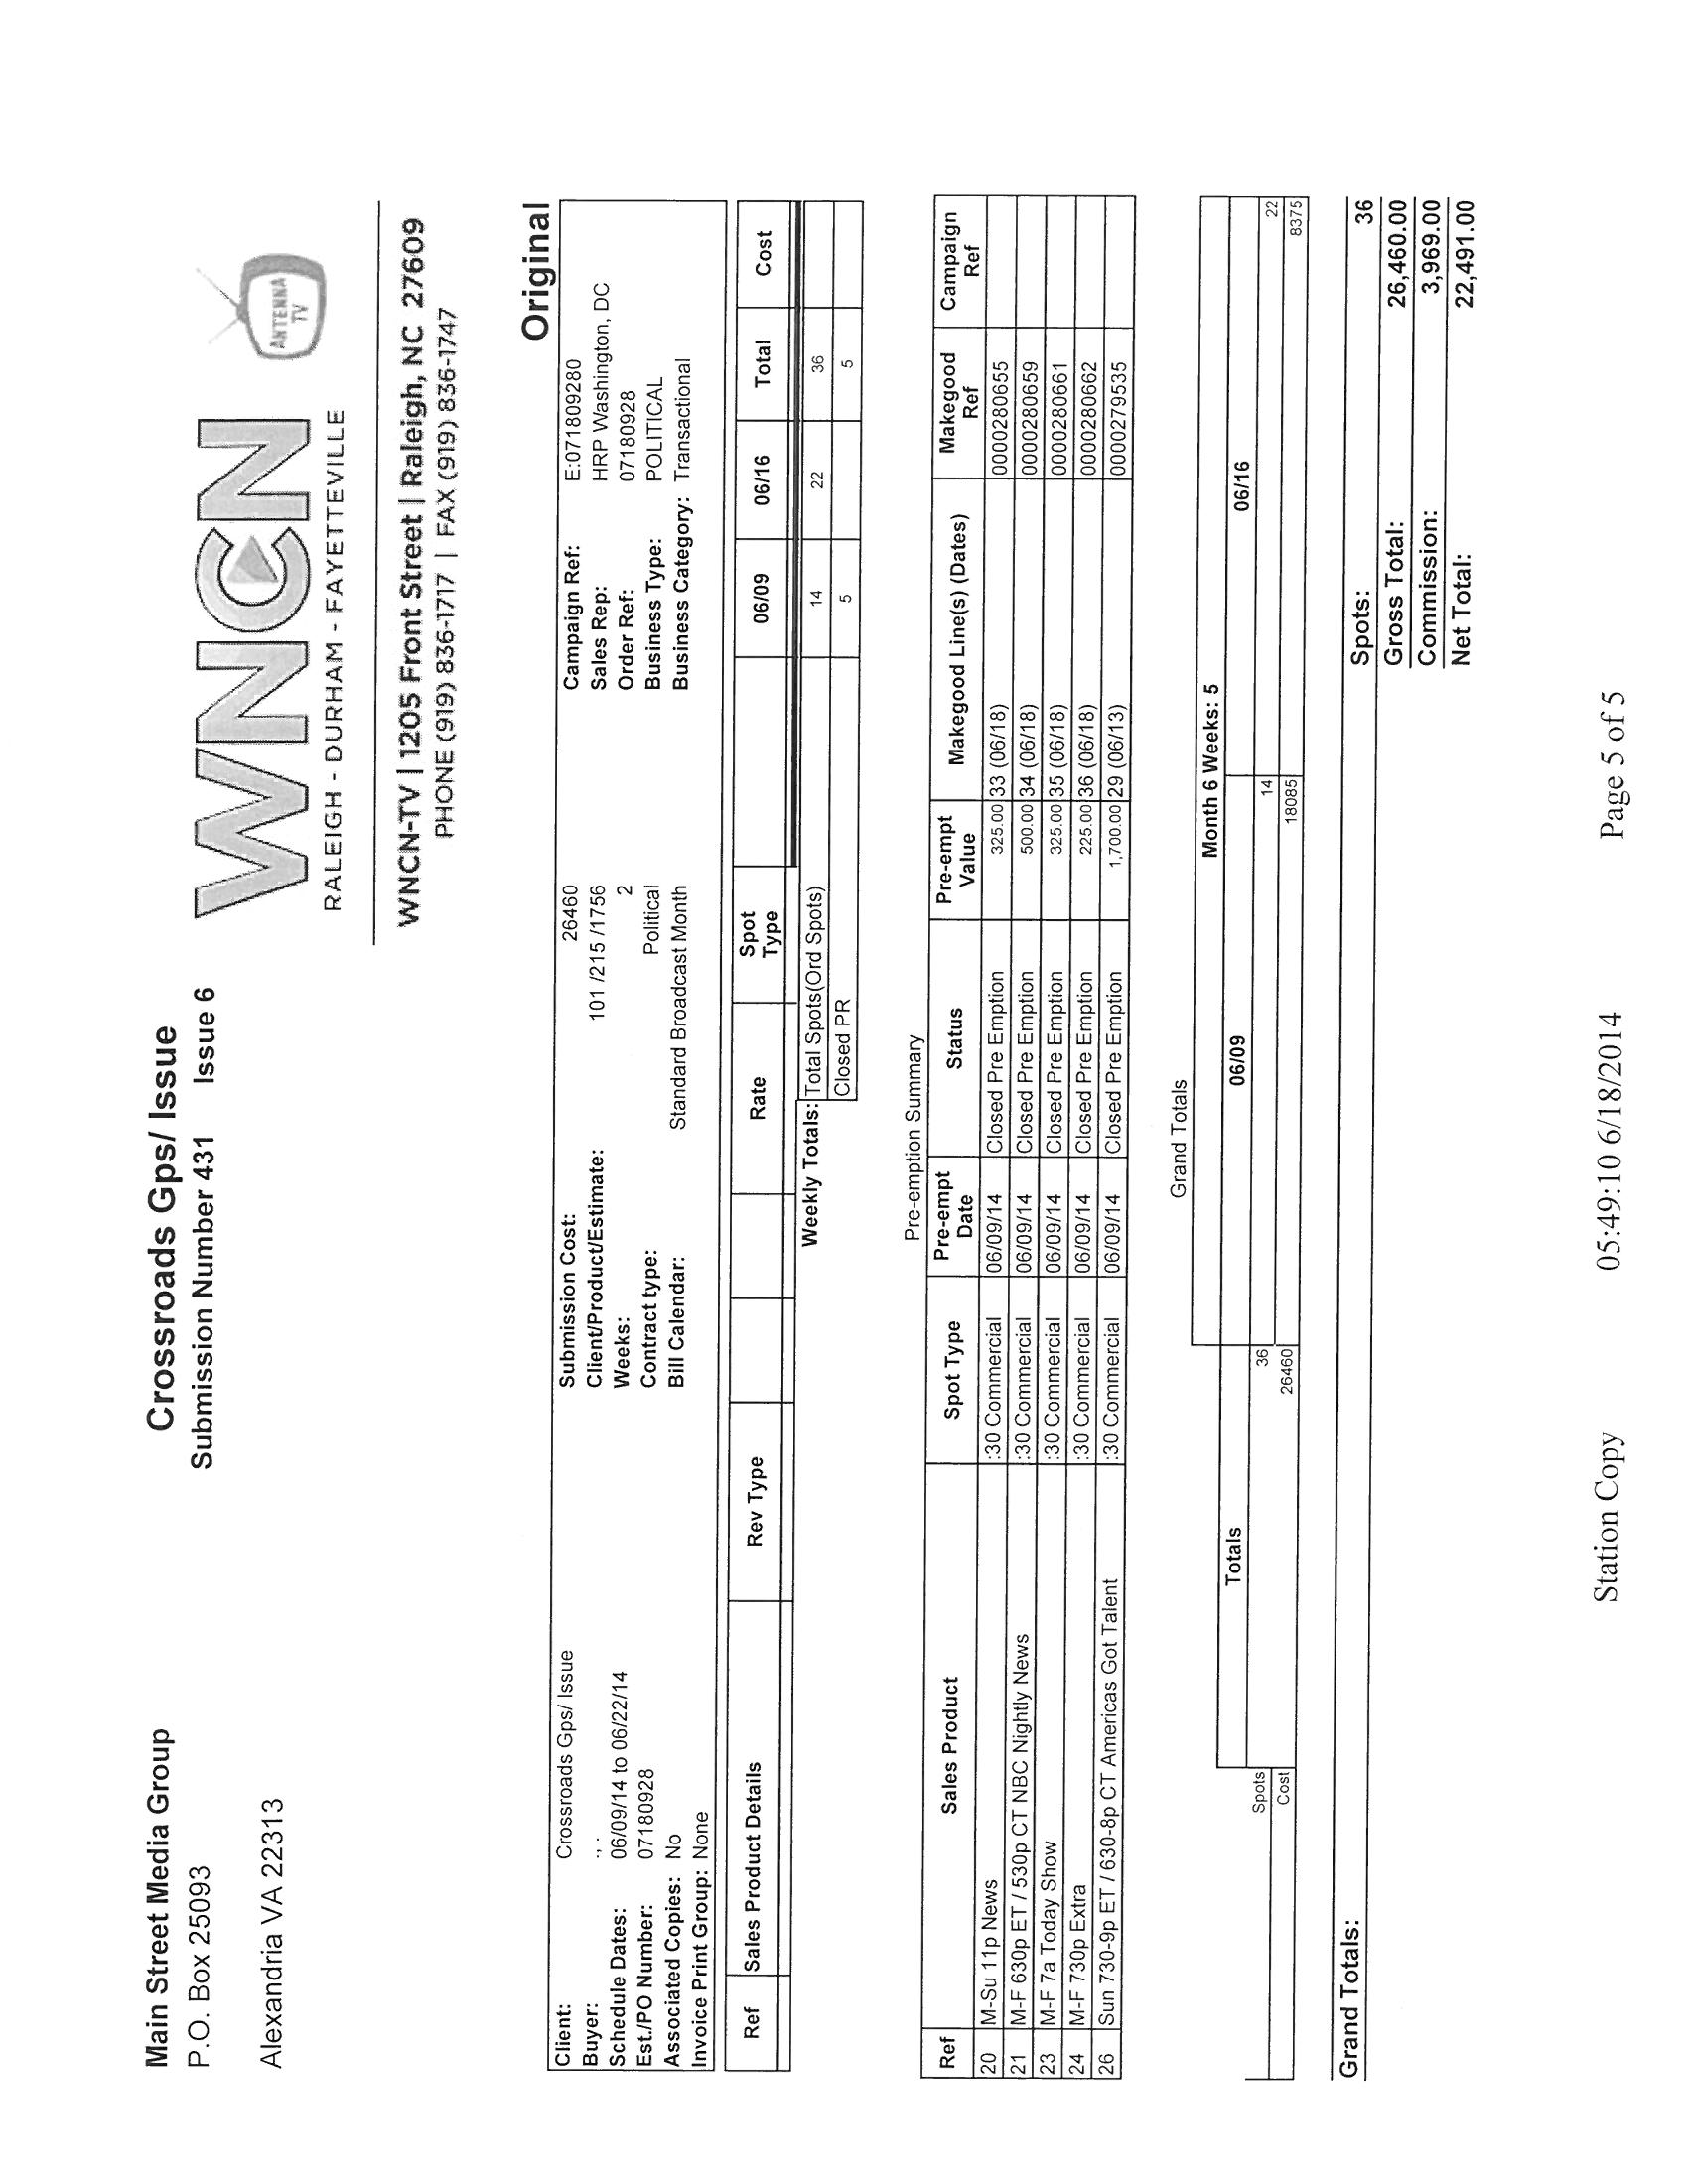 Main Street Media Group
P.O. Box 25093
Alexandria VA 22313
Crossroads Gps/ Issue
Submission Number 431 Issue 6
WNCN
RALEIGH - DURHAM - FAYETTEVILLE
ANTENNA
TV
WNCN-TV | 1205 Front Street | Raleigh, NC 27609
PHONE (919) 836-1717 | FAX (919) 836-1747
Original
Client: Crossroads Gps/ Issue Submission Cost: 26460 Campaign Ref: E:071809280
Buyer: ., . Client/Product/Estimate: 101 /215 /1756 Sales Rep: HRP Washington, DC
Schedule Dates: 06/09/14 to 06/22/14 Weeks: 2 Order Ref: 07180928
Est./PO Number: 07180928 Contract type: Political Business Type: POLITICAL
Associated Copies: No Bill Calendar: Standard Broadcast Month Business Category: Transactional
Invoice Print Group: None
Ref Sales Product Details Rev Type Rate Spot Type 06/09 06/16 Total Cost
Weekly Totals: Total Spots(Ord Spots) 14 22 36
Closed PR 5 5
Pre-emption Summary
Ref Sales Product Spot Type Pre-empt Date Status Pre-empt Value Makegood Line(s) (Dates) Makegood Ref Campaign Ref
20 M-Su 11p News :30 Commercial 06/09/14 Closed Pre Emption 325.00 33 (06/18) 0000280655
21 M-F 630p ET / 530p CT NBC Nightly News :30 Commercial 06/09/14 Closed Pre Emption 500.00 34 (06/18) 0000280659
23 M-F 7a Today Show :30 Commercial 06/09/14 Closed Pre Emption 325.00 35 (06/18) 0000280661
24 M-F 730p Extra :30 Commercial 06/09/14 Closed Pre Emption 225.00 36 (06/18) 0000280662
26 Sun 730-9p ET / 630-8p CT Americas Got Talent :30 Commercial 06/09/14 Closed Pre Emption 1,700.00 29 (06/13) 0000279535
Grand Totals
Month 6 Weeks: 5
Totals 06/09 06/16
Spots 36 14 22
Cost 26460 18085 8375
Grand Totals:
Spots: 36
Gross Total: 26,460.00
Commission: 3,969.00
Net Total: 22,491.00
Station Copy 05:49:10 6/18/2014 Page 5 of 5